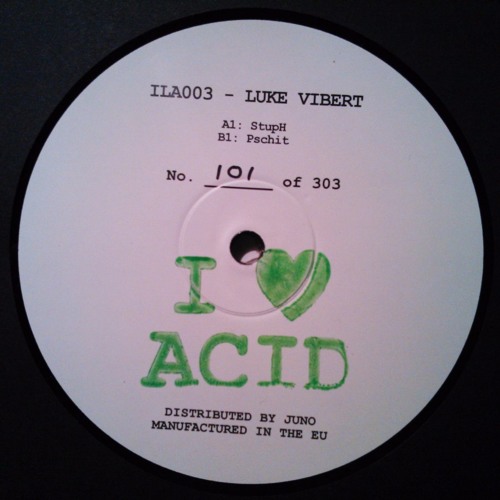 ILA003 - LUKE VIBERT
A1: StupH
B1: Pschit
No. 101 of 303
I
ACID
DISTRIBUTED BY JUNO
MANUFACTURED IN THE EU